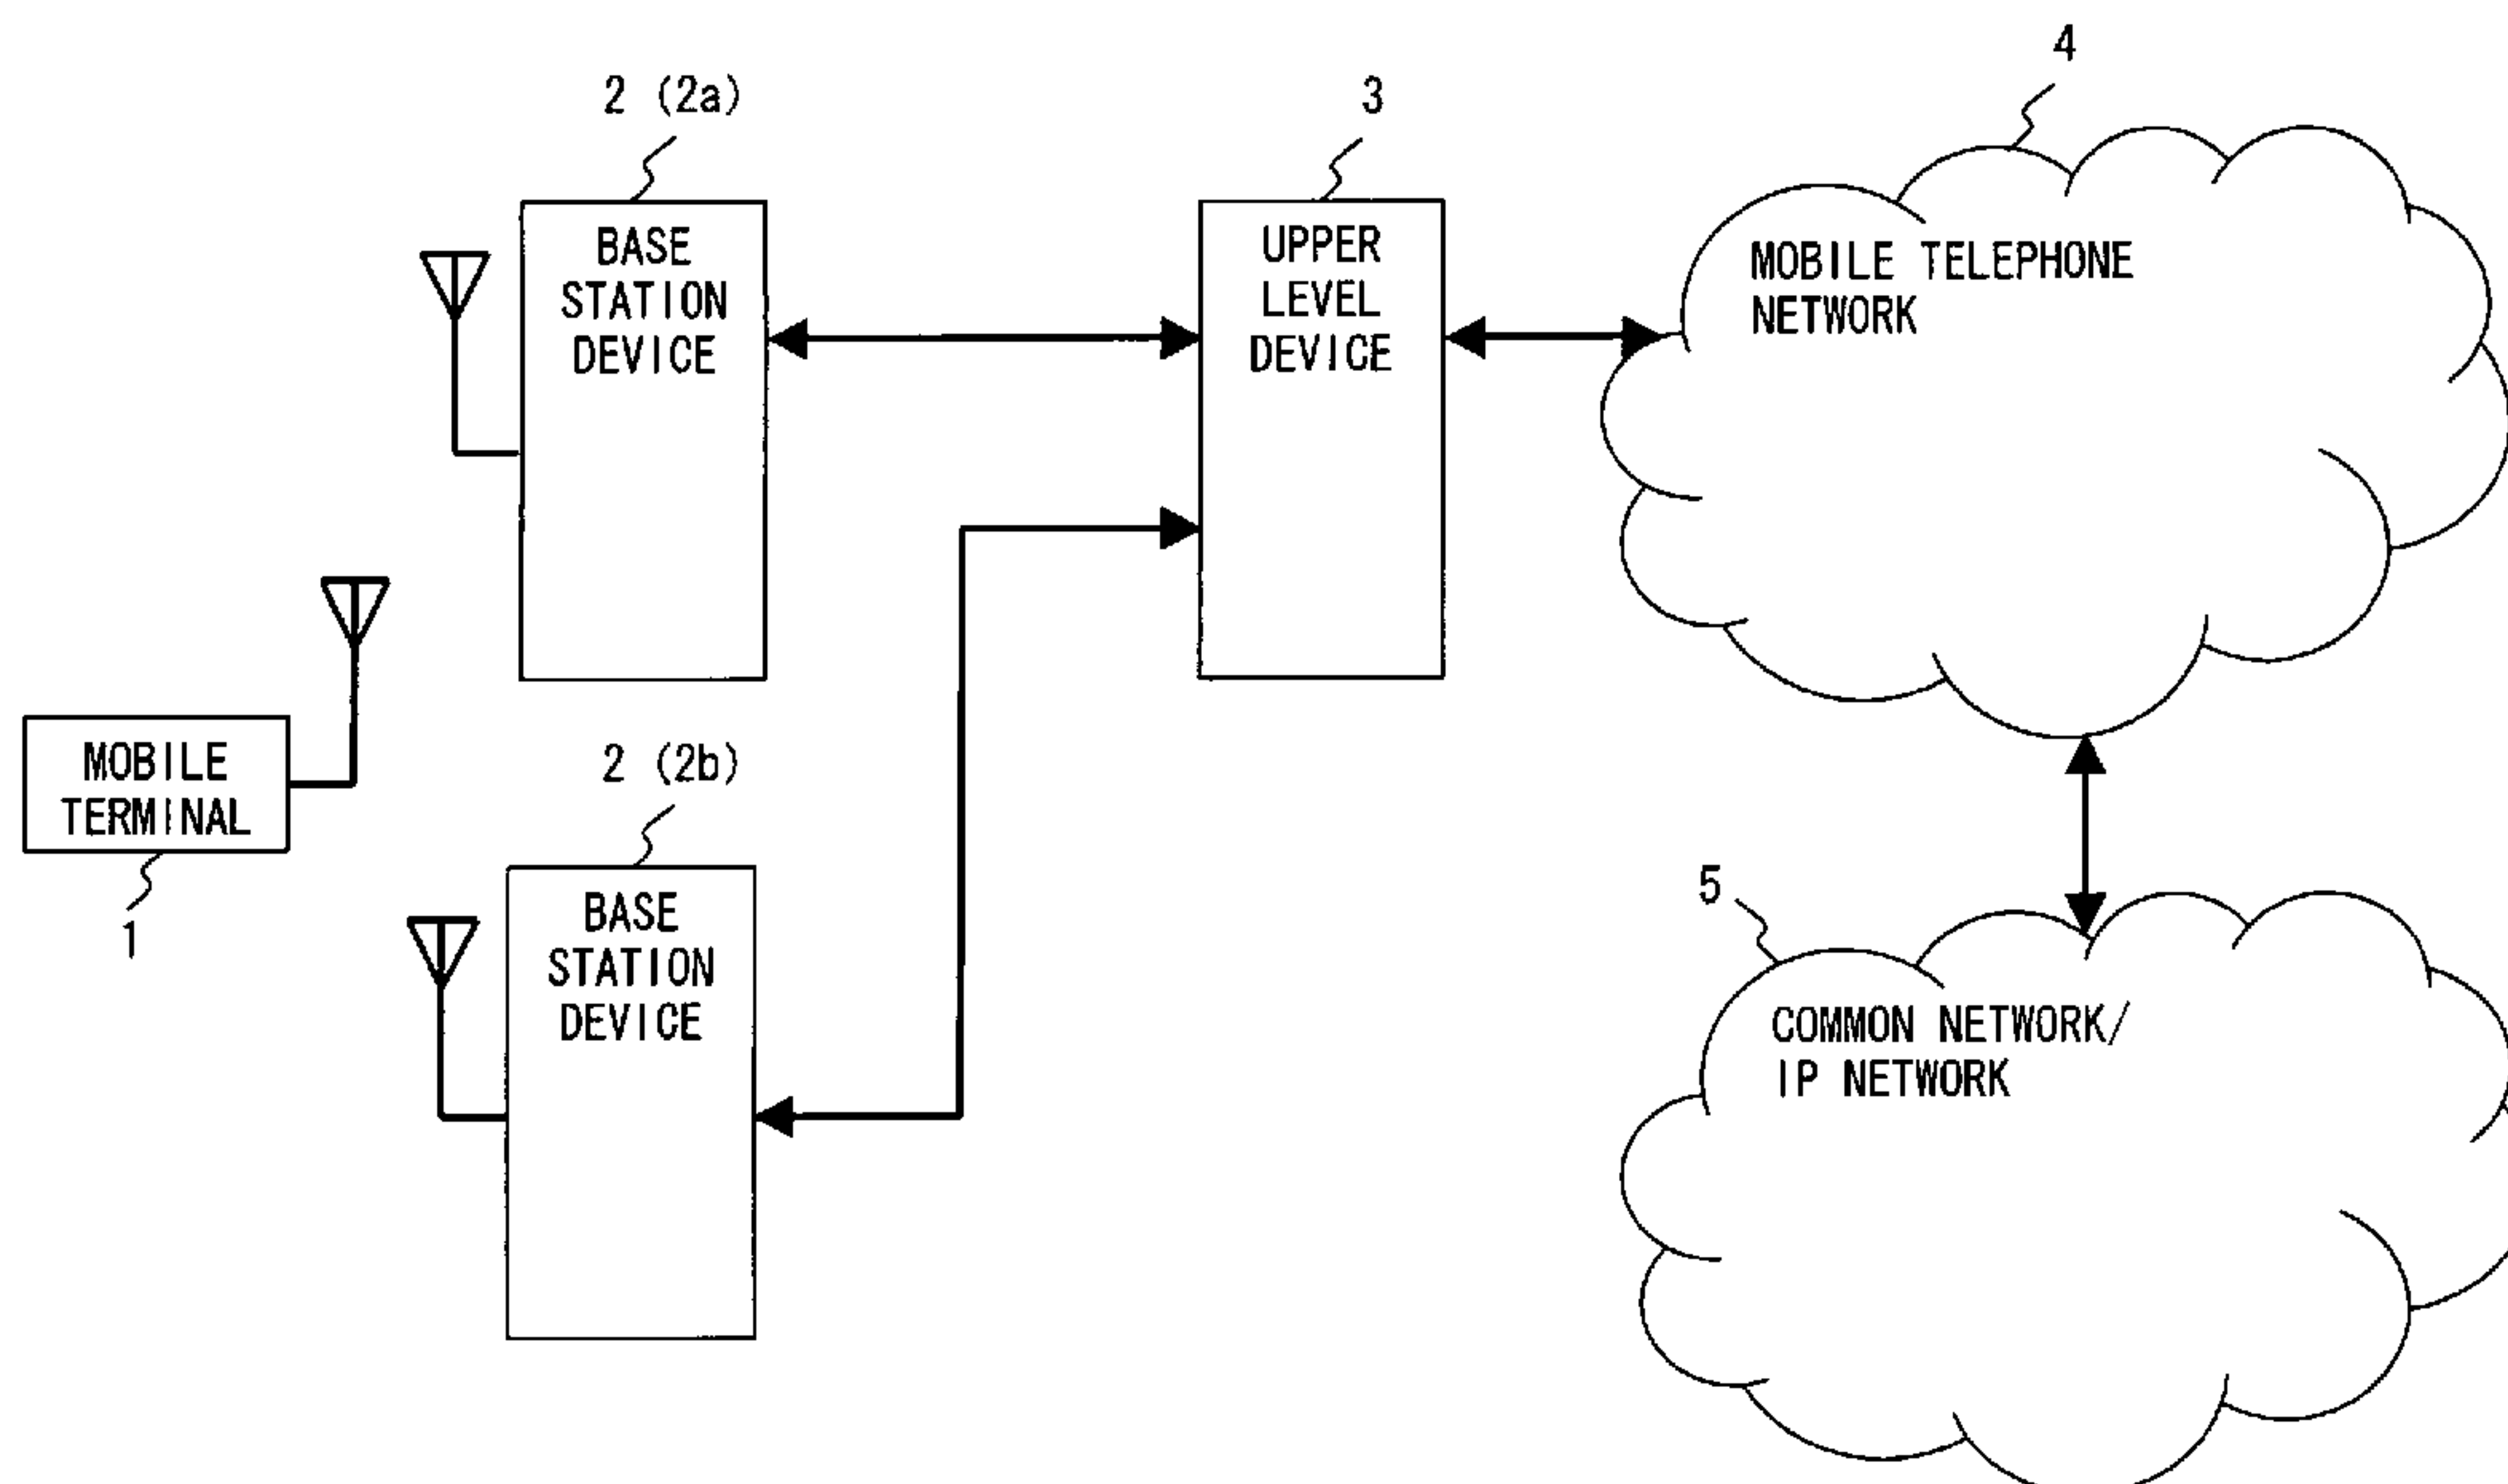 4
2 (2a)
3
BASE
STATION
DEVICE
UPPER
LEVEL
DEVICE
MOBILE TELEPHONE
NETWORK
MOBILE
TERMINAL
1
2 (2b)
BASE
STATION
DEVICE
5
COMMON NETWORK/
IP NETWORK